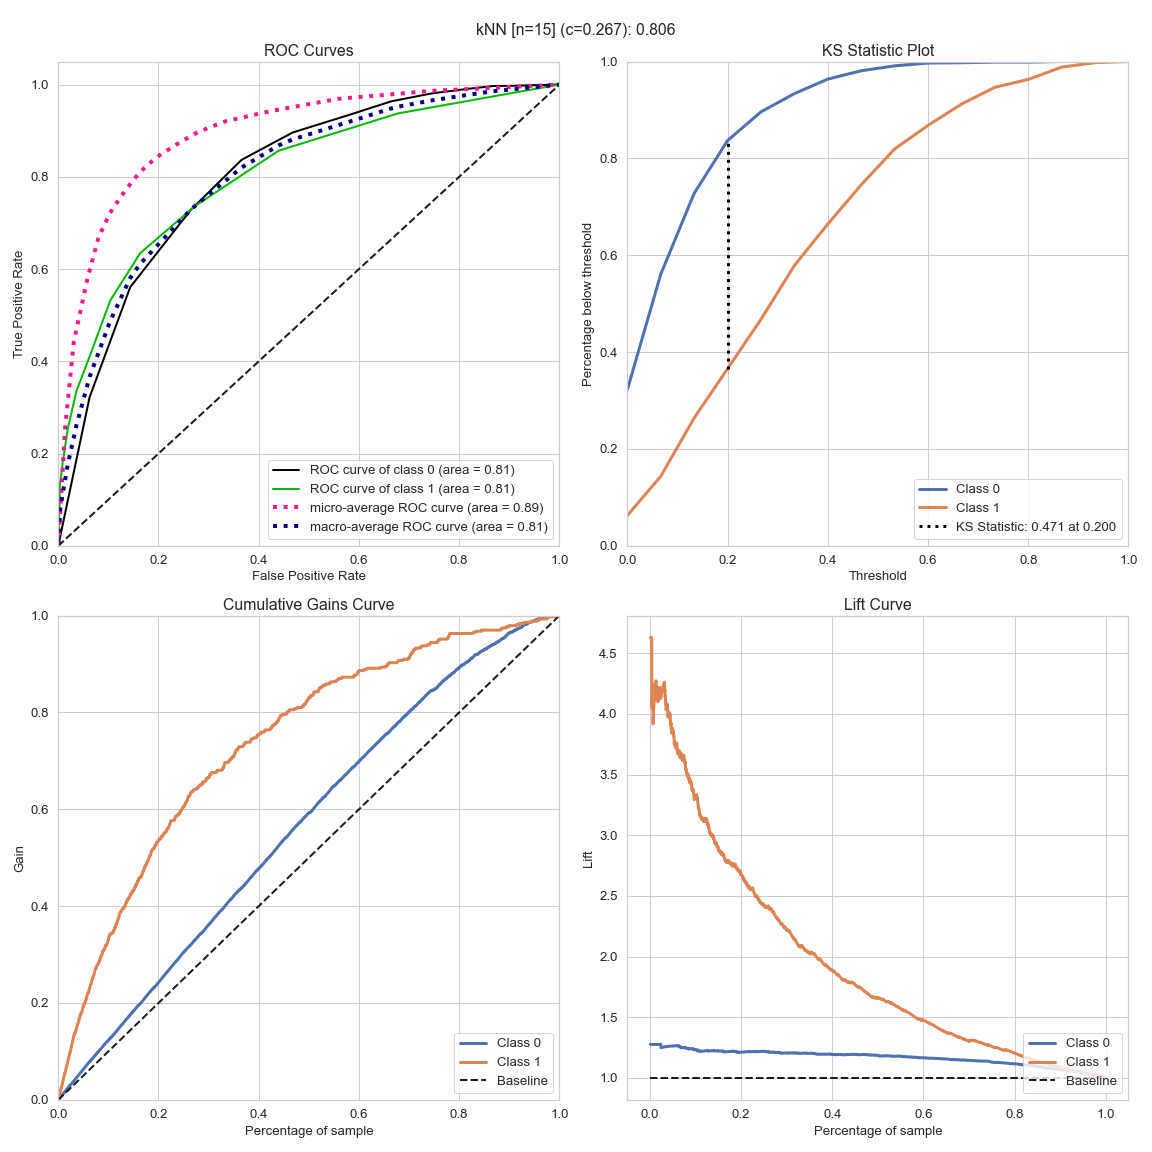 kNN [n=15] (c=0.267): 0.806
ROC Curves
True Positive Rate
1.0
0.8
0.6
0.4
0.2
0.0
ROC curve of class 0 (area = 0.81)
ROC curve of class 1 (area = 0.81)
micro-average ROC curve (area = 0.89)
macro-average ROC curve (area = 0.81)
0.0 0.2 0.4 0.6 0.8 1.0
False Positive Rate
KS Statistic Plot
Percentage below threshold
1.0
0.8
0.6
0.4
0.2
0.0
Class 0
Class 1
KS Statistic: 0.471 at 0.200
0.0 0.2 0.4 0.6 0.8 1.0
Threshold
Cumulative Gains Curve
Gain
1.0
0.8
0.6
0.4
0.2
0.0
Class 0
Class 1
Baseline
0.0 0.2 0.4 0.6 0.8 1.0
Percentage of sample
Lift Curve
Lift
4.5
4.0
3.5
3.0
2.5
2.0
1.5
1.0
Class 0
Class 1
Baseline
0.0 0.2 0.4 0.6 0.8 1.0
Percentage of sample